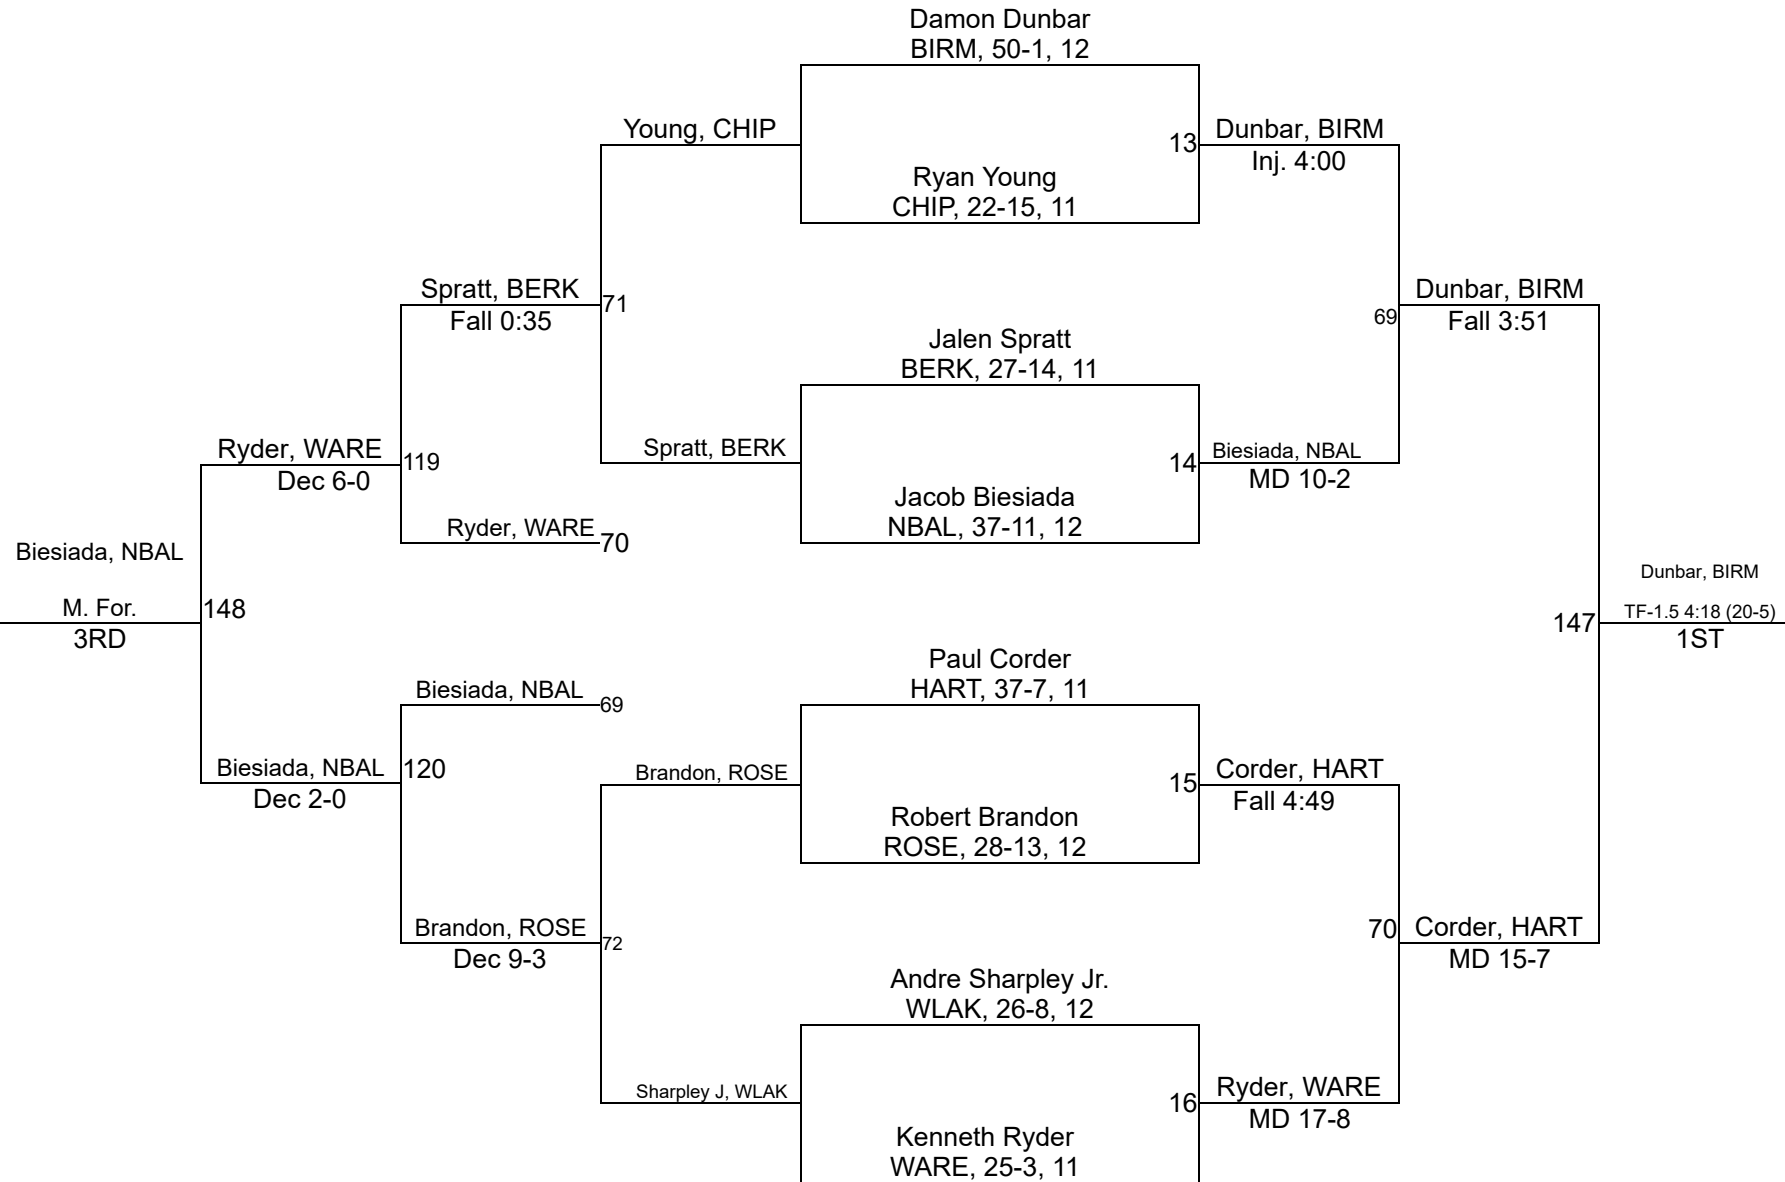 Damon Dunbar
BIRM, 50-1, 12
Young, CHIP
13
Dunbar, BIRM
Inj. 4:00
Ryan Young
CHIP, 22-15, 11
Spratt, BERK
Fall 0:35
71
Dunbar, BIRM
Fall 3:51
69
Jalen Spratt
BERK, 27-14, 11
Ryder, WARE
Dec 6-0
119
Spratt, BERK
14
Biesiada, NBAL
MD 10-2
Jacob Biesiada
NBAL, 37-11, 12
Ryder, WARE
70
Biesiada, NBAL
M. For.
3RD
148
147
Dunbar, BIRM
TF-1.5 4:18 (20-5)
1ST
Paul Corder
HART, 37-7, 11
Biesiada, NBAL
69
Biesiada, NBAL
Dec 2-0
120
Brandon, ROSE
15
Corder, HART
Fall 4:49
Robert Brandon
ROSE, 28-13, 12
Brandon, ROSE
Dec 9-3
72
70
Corder, HART
MD 15-7
Andre Sharpley Jr.
WLAK, 26-8, 12
Sharpley J, WLAK
16
Ryder, WARE
MD 17-8
Kenneth Ryder
WARE, 25-3, 11